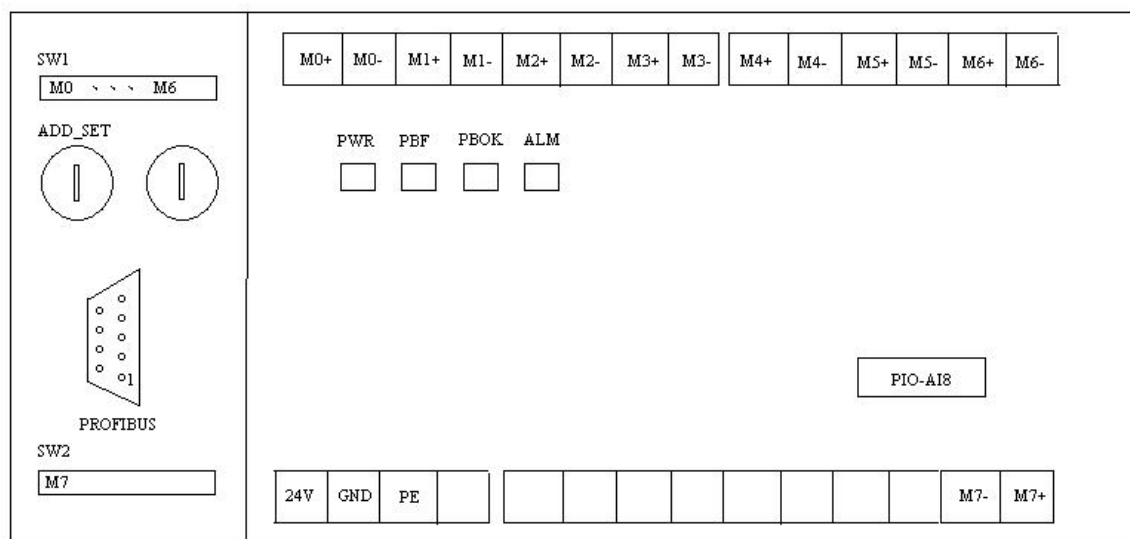 SW1
M0 、、、 M6
ADD_SET
1
PROFIBUS
SW2
M7
M0+ M0- M1+ M1- M2+ M2- M3+ M3- M4+ M4- M5+ M5- M6+ M6-
PWR PBF PBOK ALM
PIO-AI8
24V GND PE M7- M7+